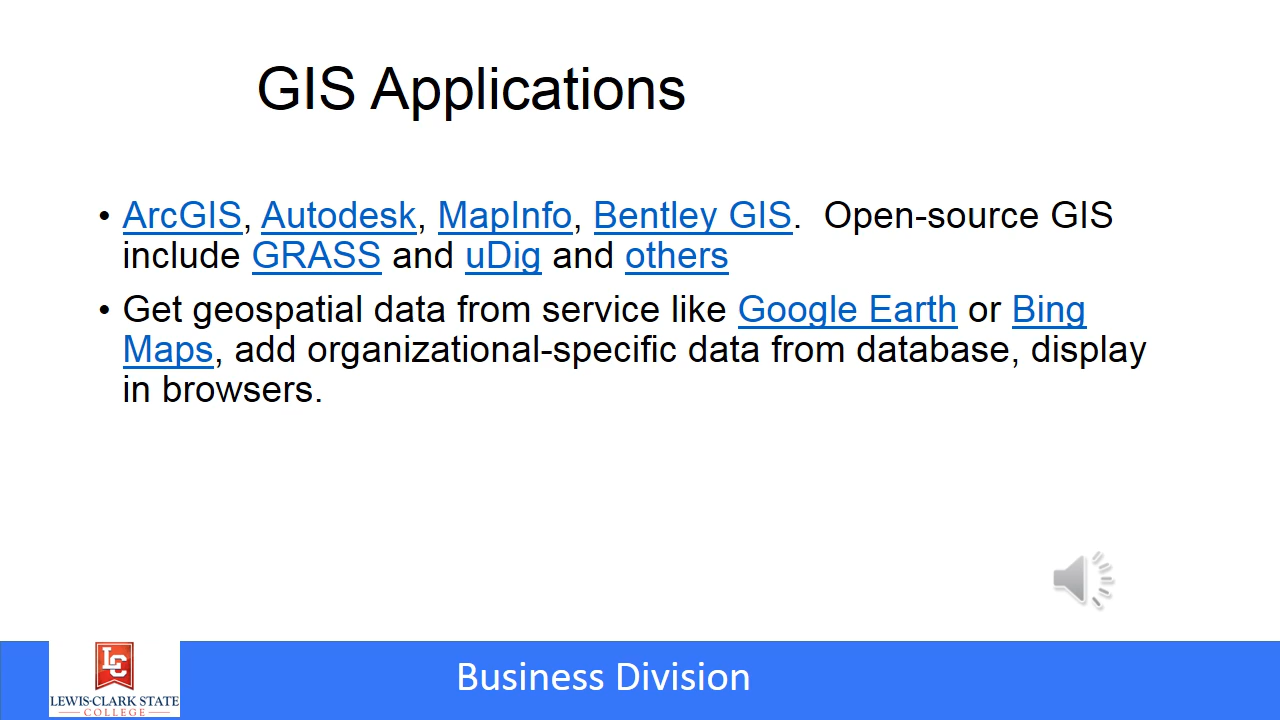 GIS Applications
• ArcGIS, Autodesk, MapInfo, Bentley GIS.  Open-source GIS
include GRASS and uDig and others
• Get geospatial data from service like Google Earth or Bing
Maps, add organizational-specific data from database, display
in browsers.
LC
LEWIS-CLARK STATE
COLLEGE
Business Division